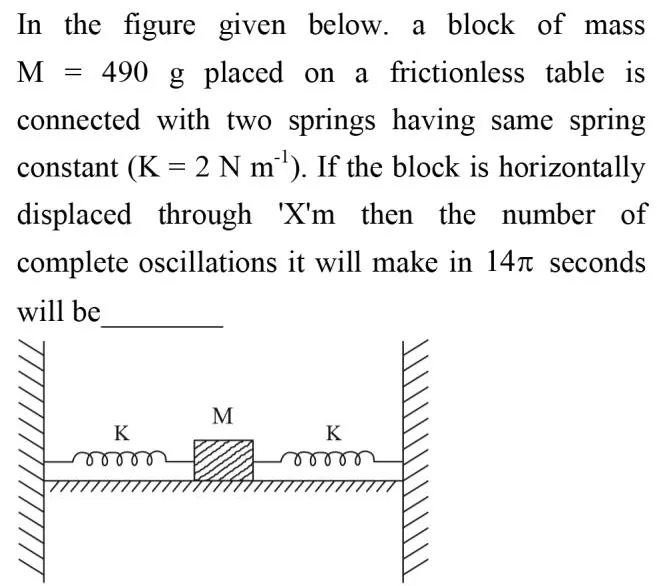 In the figure given below. a block of mass
M = 490 g placed on a frictionless table is
connected with two springs having same spring
constant (K = 2 N m⁻¹). If the block is horizontally
displaced through 'X'm then the number of
complete oscillations it will make in 14π seconds
will be_________
M
K K